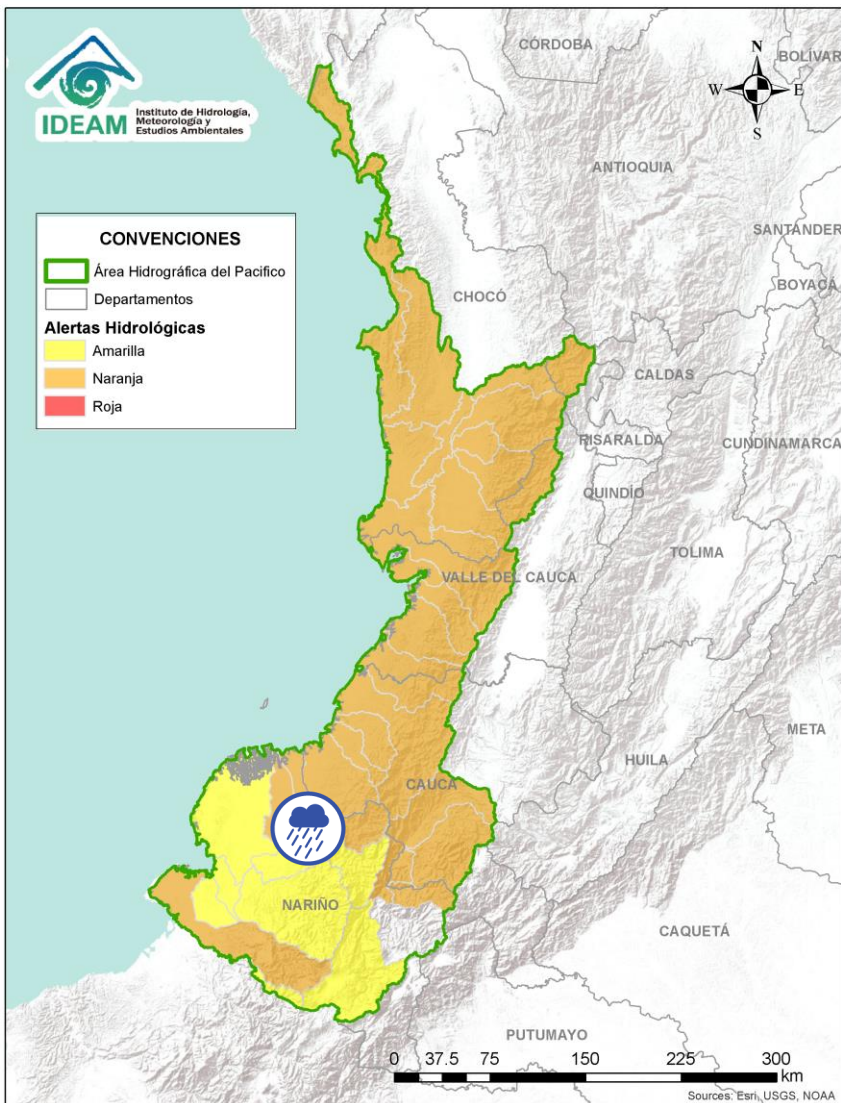 IDEAM
Instituto de Hidrología,
Meteorología y
Estudios Ambientales
CÓRDOBA
BOLÍVAR
N
W
E
S
ANTIOQUIA
SANTANDER
BOYACÁ
CONVENCIONES
Área Hidrográfica del Pacifico
Departamentos
Alertas Hidrológicas
Amarilla
Naranja
Roja
CHOCÓ
CALDAS
RISARALDA
CUNDINAMARCA
QUINDÍO
TOLIMA
VALLE DEL CAUCA
META
HUILA
CAUCA
NARIÑO
CAQUETÁ
PUTUMAYO
0 37.5 75 150 225 300
km
Sources: Esri, USGS, NOAA